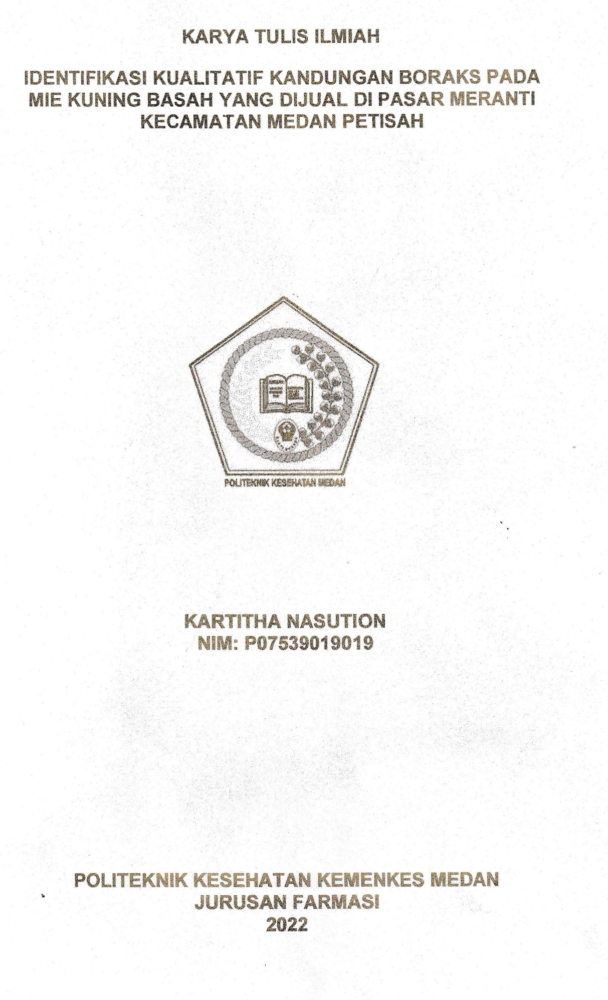 KARYA TULIS ILMIAH
IDENTIFIKASI KUALITATIF KANDUNGAN BORAKS PADA
MIE KUNING BASAH YANG DIJUAL DI PASAR MERANTI
KECAMATAN MEDAN PETISAH
POLITEKNIK KESEHATAN MEDAN
KARTITHA NASUTION
NIM: P07539019019
POLITEKNIK KESEHATAN KEMENKES MEDAN
JURUSAN FARMASI
2022